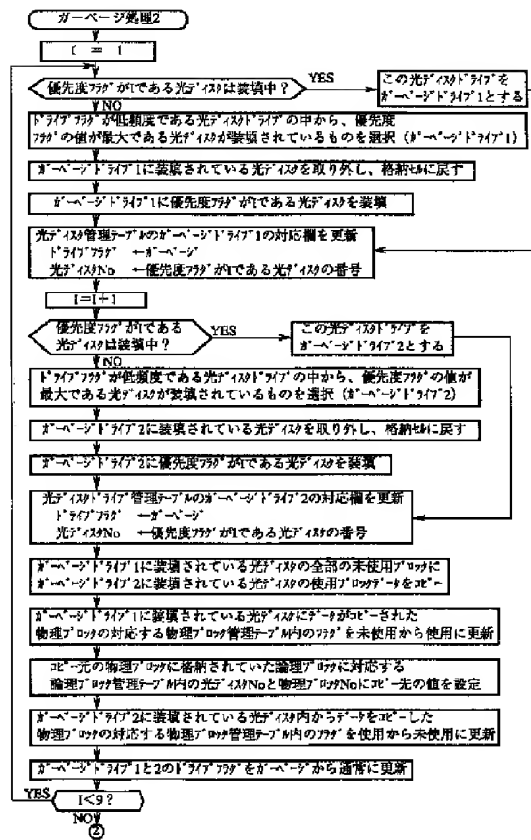 ガーベージ処理2
I = 1
優先度フラグがIである光ディスクは装填中?
YES
この光ディスクドライブを
ガーベージドライブ1とする
NO
ドライブフラグが低頻度である光ディスクドライブの中から、優先度
フラグの値が最大である光ディスクが装填されているものを選択(ガーベージドライブ1)
ガーベージドライブ1に装填されている光ディスクを取り外し、格納セルに戻す
ガーベージドライブ1に優先度フラグがIである光ディスクを装填
光ディスク管理テーブルのガーベージドライブ1の対応欄を更新
ドライブフラグ ←ガーベージ
光ディスクNo ←優先度フラグがIである光ディスクの番号
I=I+1
優先度フラグがIである
光ディスクは装填中?
YES
この光ディスクドライブを
ガーベージドライブ2とする
NO
ドライブフラグが低頻度である光ディスクドライブの中から、優先度フラグの値が
最大である光ディスクが装填されているものを選択(ガーベージドライブ2)
ガーベージドライブ2に装填されている光ディスクを取り外し、格納セルに戻す
ガーベージドライブ2に優先度フラグがIである光ディスクを装填
光ディスクドライブ管理テーブルのガーベージドライブ2の対応欄を更新
ドライブフラグ ←ガーベージ
光ディスクNo ←優先度フラグがIである光ディスクの番号
ガーベージドライブ1に装填されている光ディスクの全部の未使用ブロックに
ガーベージドライブ2に装填されている光ディスクの使用ブロックデータをコピー
ガーベージドライブ1に装填されている光ディスクにデータがコピーされた
物理ブロックの対応する物理ブロック管理テーブル内のフラグを未使用から使用に更新
コピー元の物理ブロックに格納されていた論理ブロックに対応する
論理ブロック管理テーブル内の光ディスクNoと物理ブロックNoにコピー先の値を設定
ガーベージドライブ2に装填されている光ディスク内からデータをコピーした
物理ブロックの対応する物理ブロック管理テーブル内のフラグを使用から未使用に更新
ガーベージドライブ1と2のドライブフラグをガーベージから通常に更新
YES
I<9?
NO
②